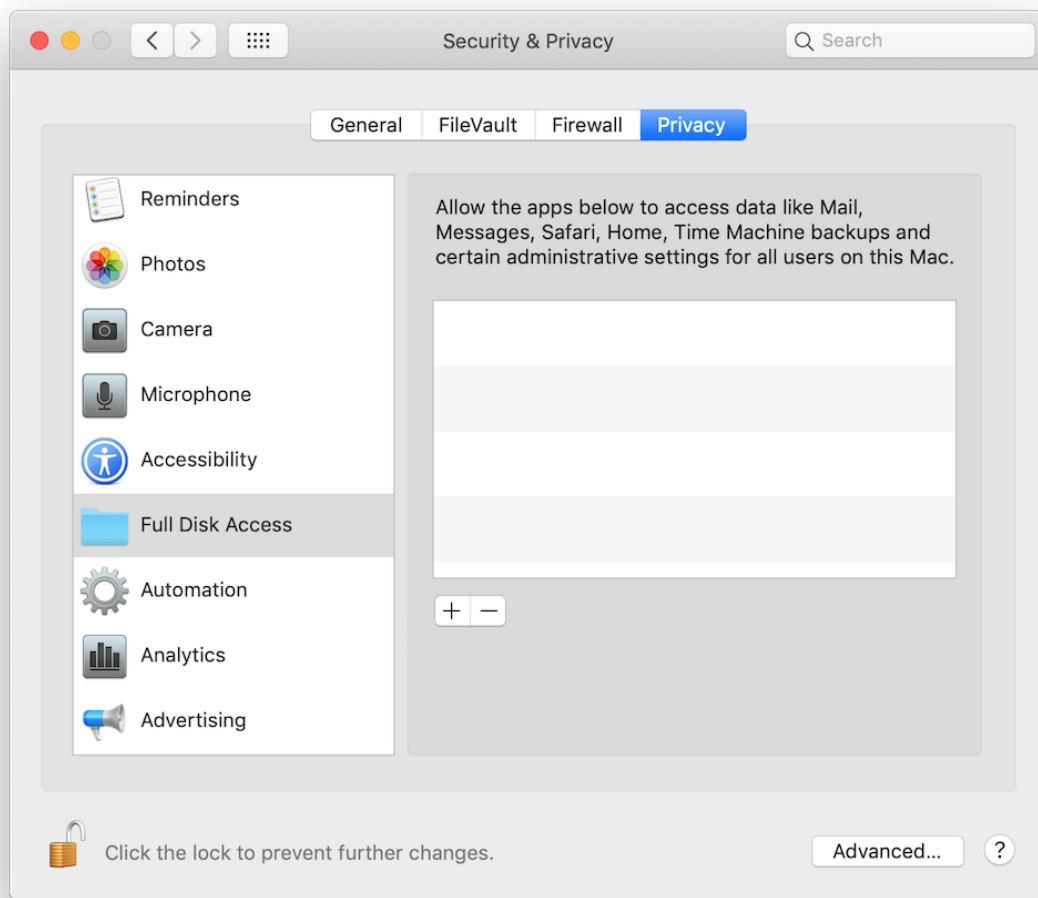 Security & Privacy
Search
General
FileVault
Firewall
Privacy
Reminders
Photos
Camera
Microphone
Accessibility
Full Disk Access
Automation
Analytics
Advertising
Allow the apps below to access data like Mail,
Messages, Safari, Home, Time Machine backups and
certain administrative settings for all users on this Mac.
+
−
Click the lock to prevent further changes.
Advanced...
?